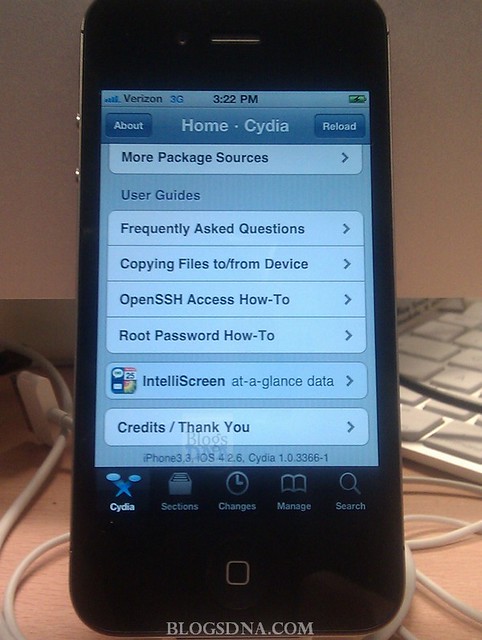 Verizon 3G 3:22 PM
About Home · Cydia Reload
More Package Sources
User Guides
Frequently Asked Questions
Copying Files to/from Device
OpenSSH Access How-To
Root Password How-To
IntelliScreen at-a-glance data
Credits / Thank You
Blogs
DNA
iPhone3,3, iOS 4.2.6, Cydia 1.0.3366-1
Cydia Sections Changes Manage Search
BLOGSDNA.COM